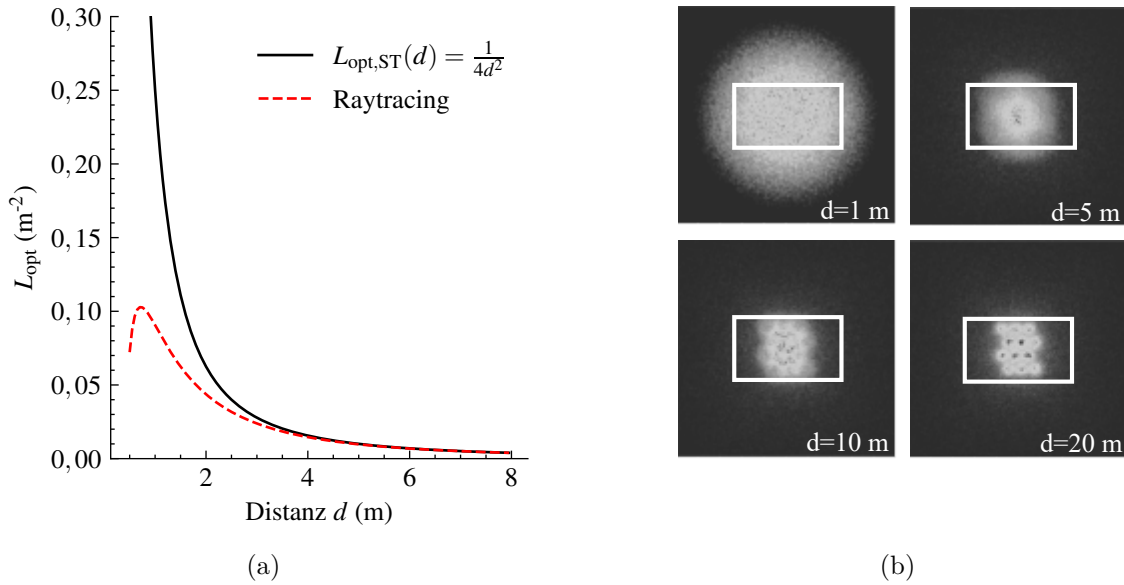 0,30
0,25
0,20
0,15
0,10
0,05
0,00
L_opt (m⁻²)
L_opt,ST(d) = 1/(4d²)
Raytracing
2 4 6 8
Distanz d (m)
(a)
d=1 m
d=5 m
d=10 m
d=20 m
(b)